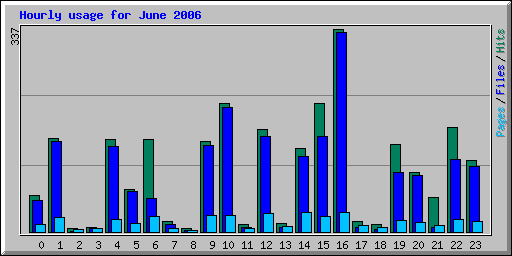 Hourly usage for June 2006
337
Pages / Files / Hits
0 1 2 3 4 5 6 7 8 9 10 11 12 13 14 15 16 17 18 19 20 21 22 23